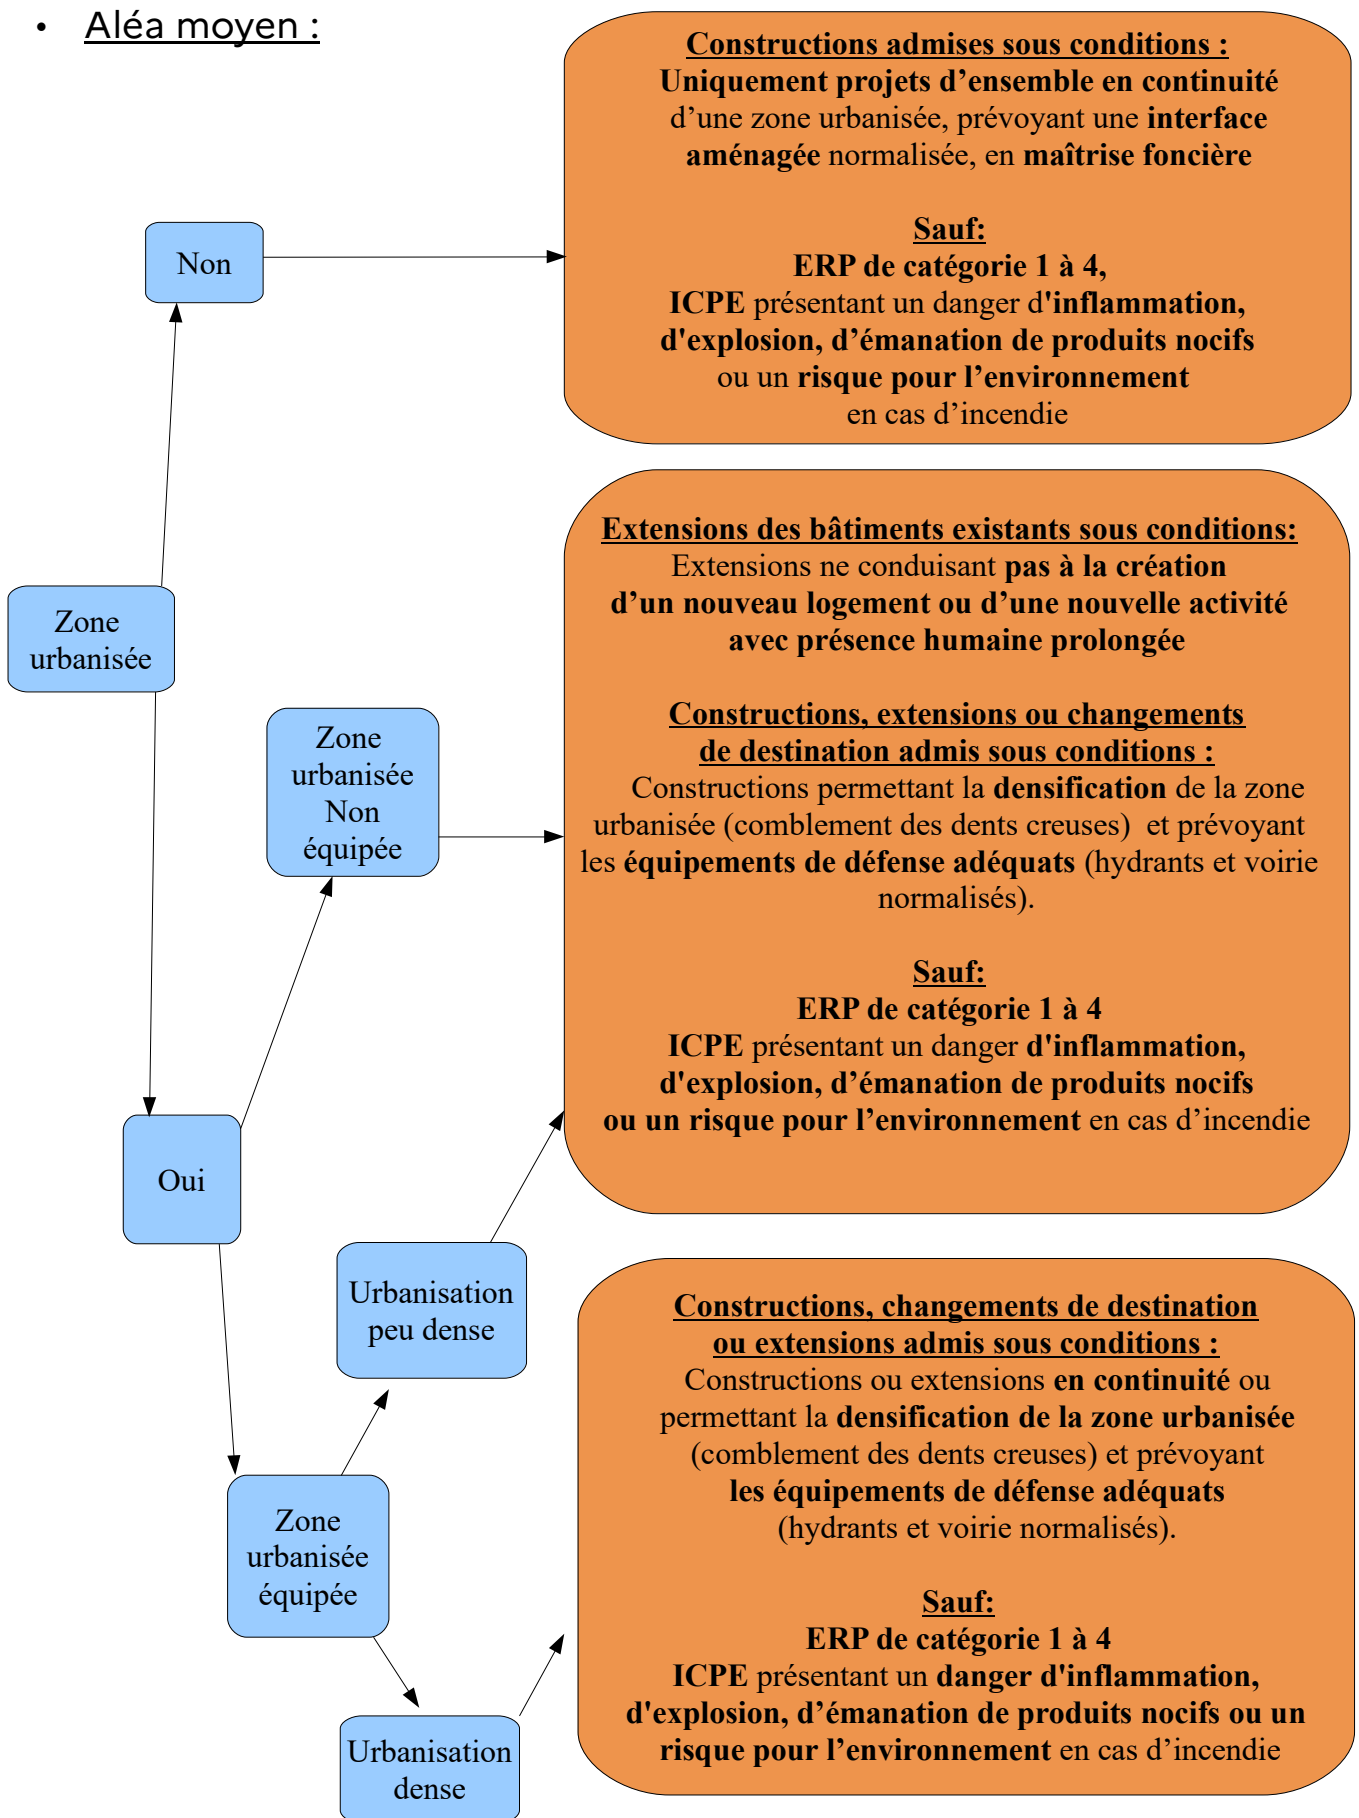 • Aléa moyen :
Constructions admises sous conditions :
Uniquement projets d’ensemble en continuité
d’une zone urbanisée, prévoyant une interface
aménagée normalisée, en maîtrise foncière
Sauf:
ERP de catégorie 1 à 4,
ICPE présentant un danger d'inflammation,
d'explosion, d’émanation de produits nocifs
ou un risque pour l’environnement
en cas d’incendie
Non
Zone
urbanisée
Extensions des bâtiments existants sous conditions:
Extensions ne conduisant pas à la création
d’un nouveau logement ou d’une nouvelle activité
avec présence humaine prolongée
Constructions, extensions ou changements
de destination admis sous conditions :
Constructions permettant la densification de la zone
urbanisée (comblement des dents creuses) et prévoyant
les équipements de défense adéquats (hydrants et voirie
normalisés).
Sauf:
ERP de catégorie 1 à 4
ICPE présentant un danger d'inflammation,
d'explosion, d’émanation de produits nocifs
ou un risque pour l’environnement en cas d’incendie
Zone
urbanisée
Non
équipée
Oui
Urbanisation
peu dense
Zone
urbanisée
équipée
Constructions, changements de destination
ou extensions admis sous conditions :
Constructions ou extensions en continuité ou
permettant la densification de la zone urbanisée
(comblement des dents creuses) et prévoyant
les équipements de défense adéquats
(hydrants et voirie normalisés).
Sauf:
ERP de catégorie 1 à 4
ICPE présentant un danger d'inflammation,
d'explosion, d’émanation de produits nocifs ou un
risque pour l’environnement en cas d’incendie
Urbanisation
dense